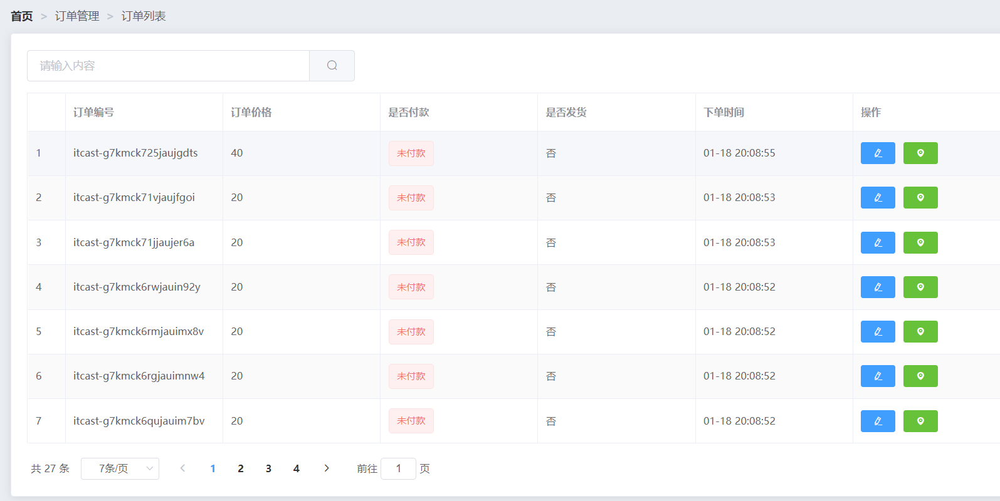 首页 > 订单管理 > 订单列表
请输入内容
订单编号 订单价格 是否付款 是否发货 下单时间 操作
1 itcast-g7kmck725jaujgdts 40 未付款 否 01-18 20:08:55
2 itcast-g7kmck71vjaujfgoi 20 未付款 否 01-18 20:08:53
3 itcast-g7kmck71jjaujer6a 20 未付款 否 01-18 20:08:53
4 itcast-g7kmck6rwjauin92y 20 未付款 否 01-18 20:08:52
5 itcast-g7kmck6rmjauimx8v 20 未付款 否 01-18 20:08:52
6 itcast-g7kmck6rgjauimnw4 20 未付款 否 01-18 20:08:52
7 itcast-g7kmck6qujauim7bv 20 未付款 否 01-18 20:08:52
共 27 条 7条/页 1 2 3 4 前往 1 页